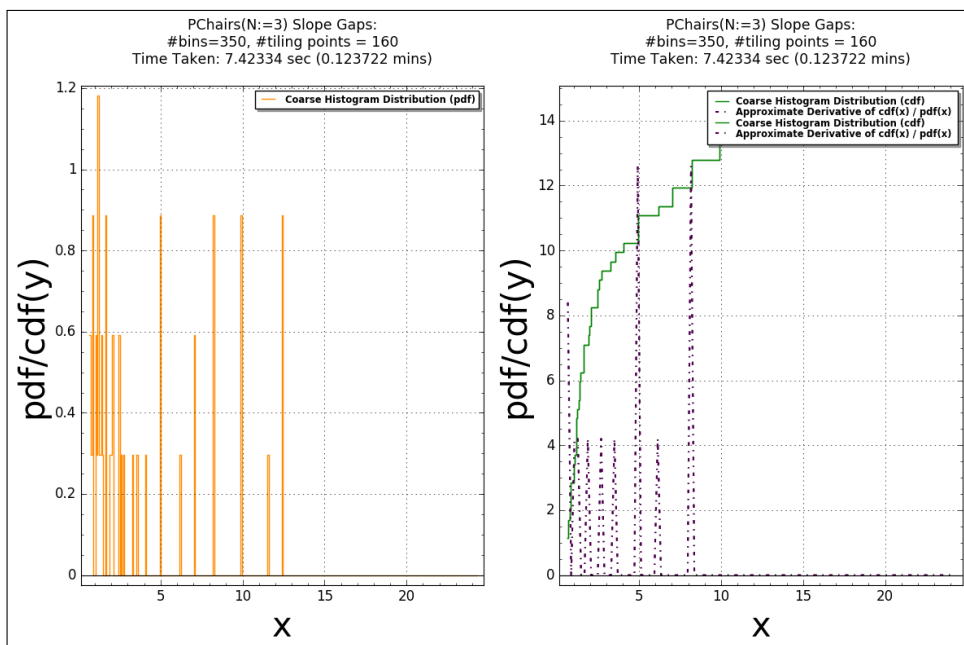 PChairs(N:=3) Slope Gaps:
#bins=350, #tiling points = 160
Time Taken: 7.42334 sec (0.123722 mins)
Coarse Histogram Distribution (pdf)
pdf/cdf(y)
1.2
1
0.8
0.6
0.4
0.2
0
5
10
15
20
x
PChairs(N:=3) Slope Gaps:
#bins=350, #tiling points = 160
Time Taken: 7.42334 sec (0.123722 mins)
Coarse Histogram Distribution (cdf)
Approximate Derivative of cdf(x) / pdf(x)
Coarse Histogram Distribution (cdf)
Approximate Derivative of cdf(x) / pdf(x)
pdf/cdf(y)
14
12
10
8
6
4
2
0
5
10
15
20
x